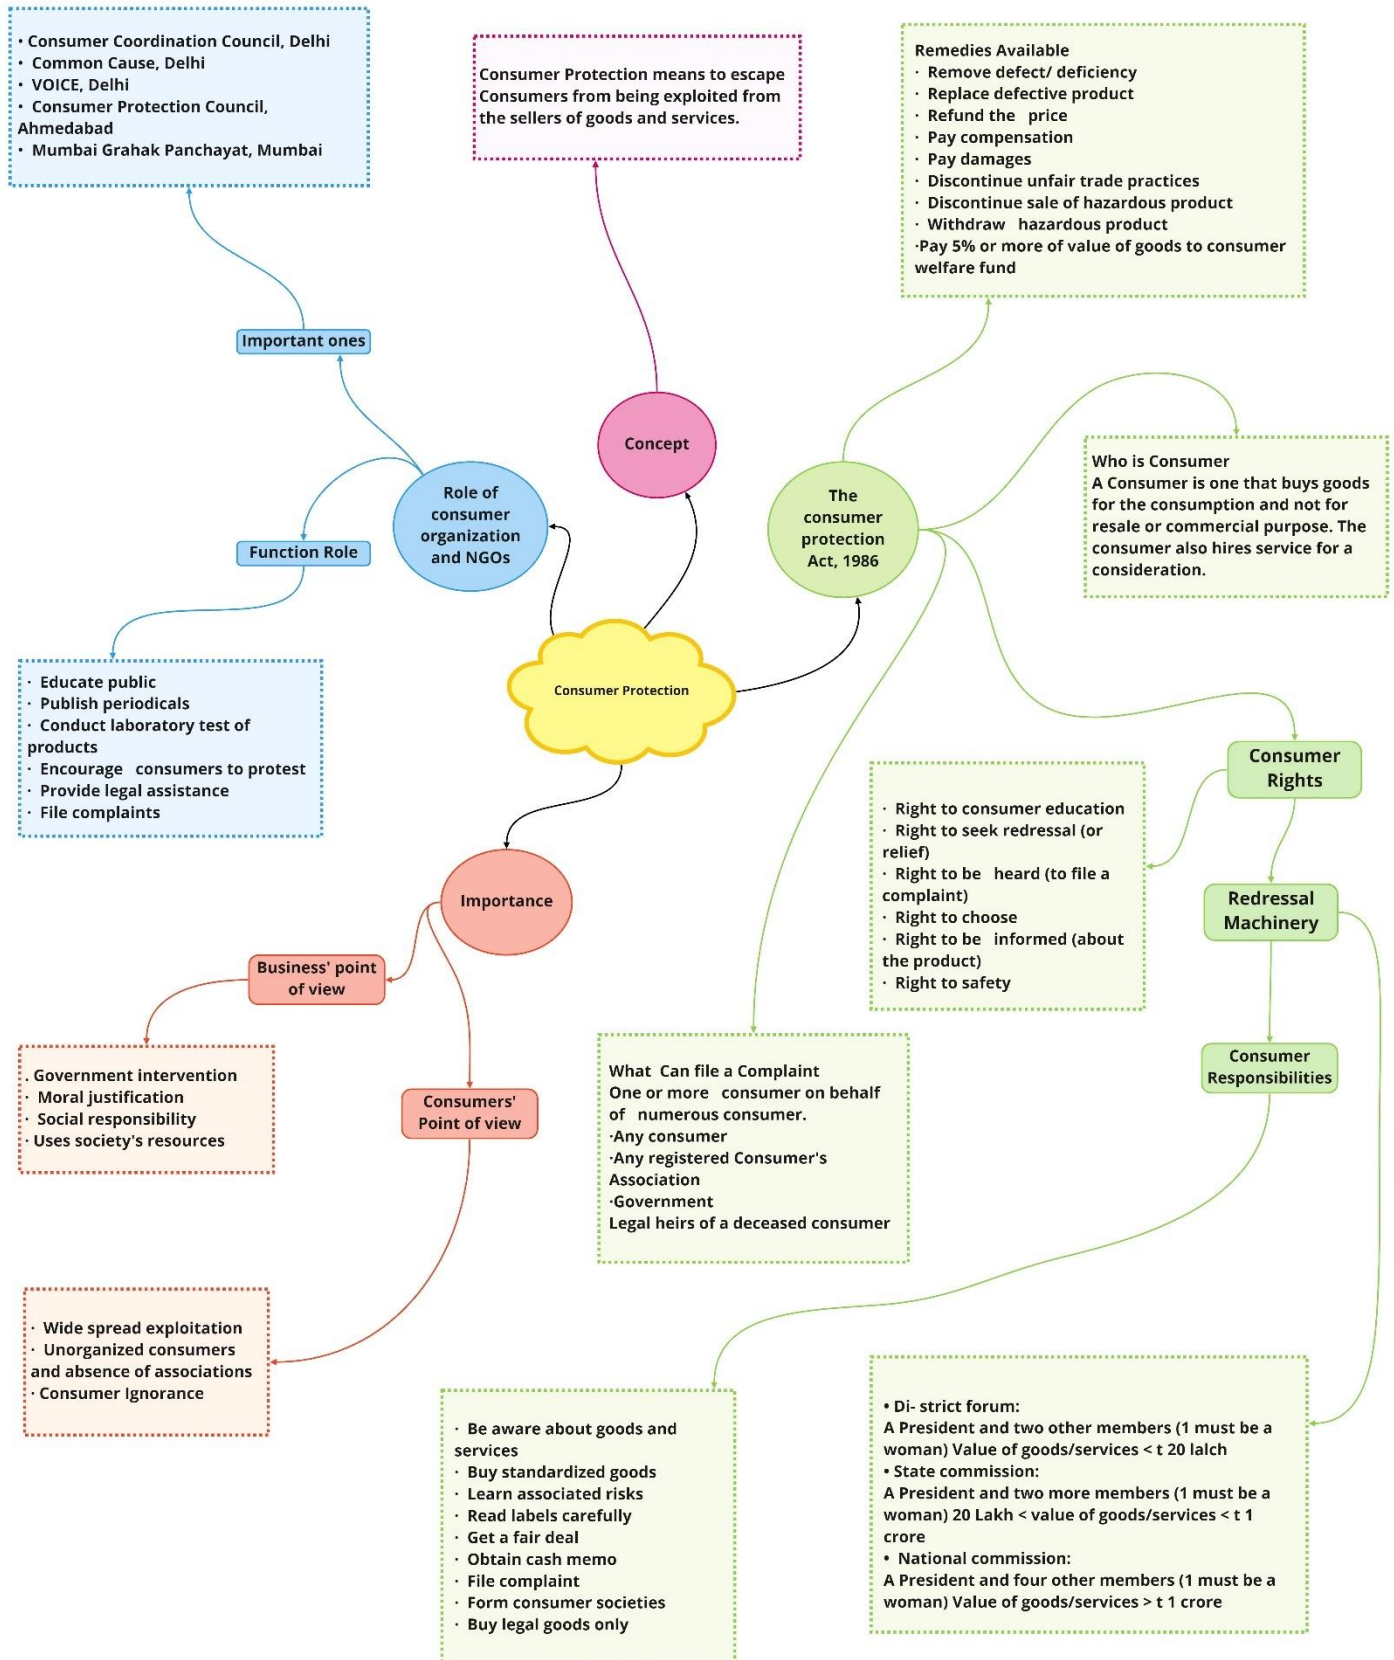 • Consumer Coordination Council, Delhi
• Common Cause, Delhi
• VOICE, Delhi
• Consumer Protection Council,
Ahmedabad
• Mumbai Grahak Panchayat, Mumbai
Consumer Protection means to escape
Consumers from being exploited from
the sellers of goods and services.
Remedies Available
· Remove defect/ deficiency
· Replace defective product
· Refund the price
· Pay compensation
· Pay damages
· Discontinue unfair trade practices
· Discontinue sale of hazardous product
· Withdraw hazardous product
·Pay 5% or more of value of goods to consumer
welfare fund
Important ones
Concept
Role of
consumer
organization
and NGOs
The
consumer
protection
Act, 1986
Who is Consumer
A Consumer is one that buys goods
for the consumption and not for
resale or commercial purpose. The
consumer also hires service for a
consideration.
Function Role
Consumer Protection
· Educate public
· Publish periodicals
· Conduct laboratory test of
products
· Encourage consumers to protest
· Provide legal assistance
· File complaints
Consumer
Rights
· Right to consumer education
· Right to seek redressal (or
relief)
· Right to be heard (to file a
complaint)
· Right to choose
· Right to be informed (about
the product)
· Right to safety
Importance
Redressal
Machinery
Business' point
of view
Consumer
Responsibilities
. Government intervention
· Moral justification
· Social responsibility
· Uses society's resources
Consumers'
Point of view
What Can file a Complaint
One or more consumer on behalf
of numerous consumer.
·Any consumer
·Any registered Consumer's
Association
·Government
Legal heirs of a deceased consumer
· Wide spread exploitation
· Unorganized consumers
and absence of associations
· Consumer Ignorance
· Be aware about goods and
services
· Buy standardized goods
· Learn associated risks
· Read labels carefully
· Get a fair deal
· Obtain cash memo
· File complaint
· Form consumer societies
· Buy legal goods only
• Di- strict forum:
A President and two other members (1 must be a
woman) Value of goods/services < t 20 lalch
• State commission:
A President and two more members (1 must be a
woman) 20 Lakh < value of goods/services < t 1
crore
• National commission:
A President and four other members (1 must be a
woman) Value of goods/services > t 1 crore